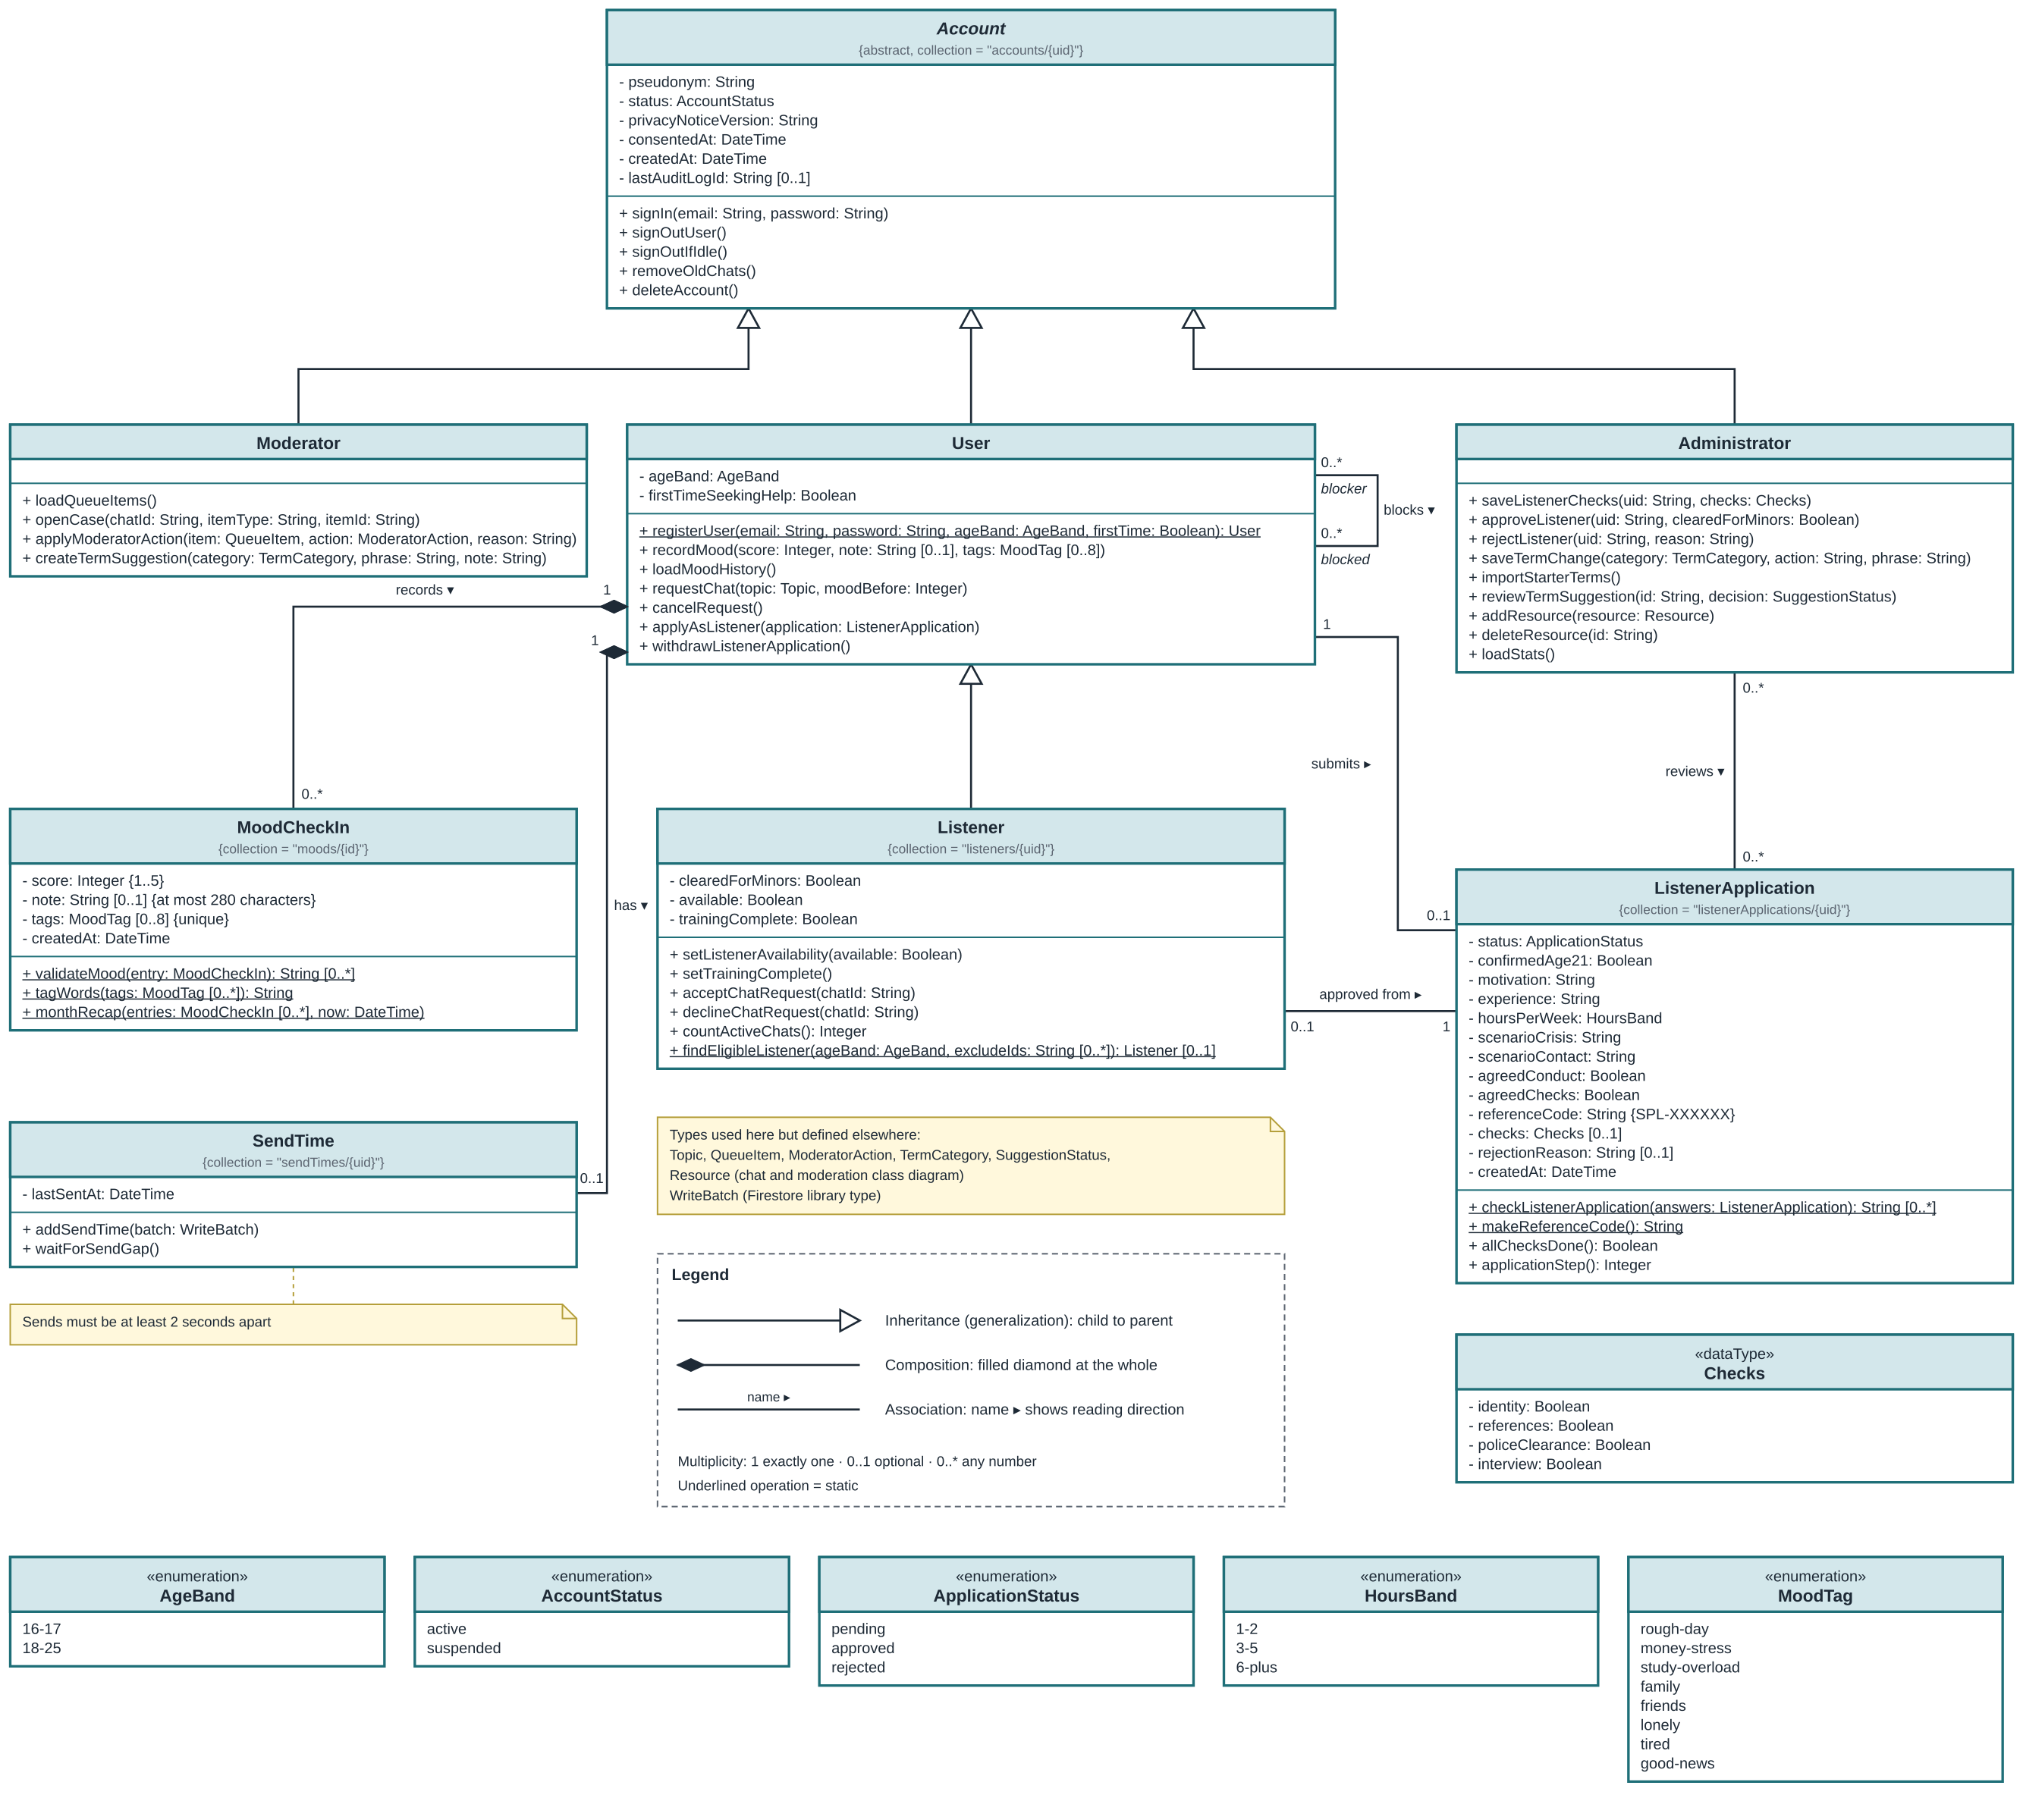 Account
{abstract, collection = "accounts/{uid}"}
- pseudonym: String
- status: AccountStatus
- privacyNoticeVersion: String
- consentedAt: DateTime
- createdAt: DateTime
- lastAuditLogId: String [0..1]
+ signIn(email: String, password: String)
+ signOutUser()
+ signOutIfIdle()
+ removeOldChats()
+ deleteAccount()
Moderator
+ loadQueueItems()
+ openCase(chatId: String, itemType: String, itemId: String)
+ applyModeratorAction(item: QueueItem, action: ModeratorAction, reason: String)
+ createTermSuggestion(category: TermCategory, phrase: String, note: String)
User
- ageBand: AgeBand
- firstTimeSeekingHelp: Boolean
+ registerUser(email: String, password: String, ageBand: AgeBand, firstTime: Boolean): User
+ recordMood(score: Integer, note: String [0..1], tags: MoodTag [0..8])
+ loadMoodHistory()
+ requestChat(topic: Topic, moodBefore: Integer)
+ cancelRequest()
+ applyAsListener(application: ListenerApplication)
+ withdrawListenerApplication()
0..*
blocker
blocks ▾
0..*
blocked
Administrator
+ saveListenerChecks(uid: String, checks: Checks)
+ approveListener(uid: String, clearedForMinors: Boolean)
+ rejectListener(uid: String, reason: String)
+ saveTermChange(category: TermCategory, action: String, phrase: String)
+ importStarterTerms()
+ reviewTermSuggestion(id: String, decision: SuggestionStatus)
+ addResource(resource: Resource)
+ deleteResource(id: String)
+ loadStats()
records ▾
1
1
1
0..*
submits ▸
reviews ▾
0..*
0..*
0..1
has ▾
MoodCheckIn
{collection = "moods/{id}"}
- score: Integer {1..5}
- note: String [0..1] {at most 280 characters}
- tags: MoodTag [0..8] {unique}
- createdAt: DateTime
+ validateMood(entry: MoodCheckIn): String [0..*]
+ tagWords(tags: MoodTag [0..*]): String
+ monthRecap(entries: MoodCheckIn [0..*], now: DateTime)
Listener
{collection = "listeners/{uid}"}
- clearedForMinors: Boolean
- available: Boolean
- trainingComplete: Boolean
+ setListenerAvailability(available: Boolean)
+ setTrainingComplete()
+ acceptChatRequest(chatId: String)
+ declineChatRequest(chatId: String)
+ countActiveChats(): Integer
+ findEligibleListener(ageBand: AgeBand, excludeIds: String [0..*]): Listener [0..1]
approved from ▸
0..1
1
ListenerApplication
{collection = "listenerApplications/{uid}"}
- status: ApplicationStatus
- confirmedAge21: Boolean
- motivation: String
- experience: String
- hoursPerWeek: HoursBand
- scenarioCrisis: String
- scenarioContact: String
- agreedConduct: Boolean
- agreedChecks: Boolean
- referenceCode: String {SPL-XXXXXX}
- checks: Checks [0..1]
- rejectionReason: String [0..1]
- createdAt: DateTime
+ checkListenerApplication(answers: ListenerApplication): String [0..*]
+ makeReferenceCode(): String
+ allChecksDone(): Boolean
+ applicationStep(): Integer
SendTime
{collection = "sendTimes/{uid}"}
- lastSentAt: DateTime
+ addSendTime(batch: WriteBatch)
+ waitForSendGap()
0..1
Sends must be at least 2 seconds apart
Types used here but defined elsewhere:
Topic, QueueItem, ModeratorAction, TermCategory, SuggestionStatus,
Resource (chat and moderation class diagram)
WriteBatch (Firestore library type)
Legend
Inheritance (generalization): child to parent
Composition: filled diamond at the whole
name ▸
Association: name ▸ shows reading direction
Multiplicity: 1 exactly one · 0..1 optional · 0..* any number
Underlined operation = static
«dataType»
Checks
- identity: Boolean
- references: Boolean
- policeClearance: Boolean
- interview: Boolean
«enumeration»
AgeBand
16-17
18-25
«enumeration»
AccountStatus
active
suspended
«enumeration»
ApplicationStatus
pending
approved
rejected
«enumeration»
HoursBand
1-2
3-5
6-plus
«enumeration»
MoodTag
rough-day
money-stress
study-overload
family
friends
lonely
tired
good-news